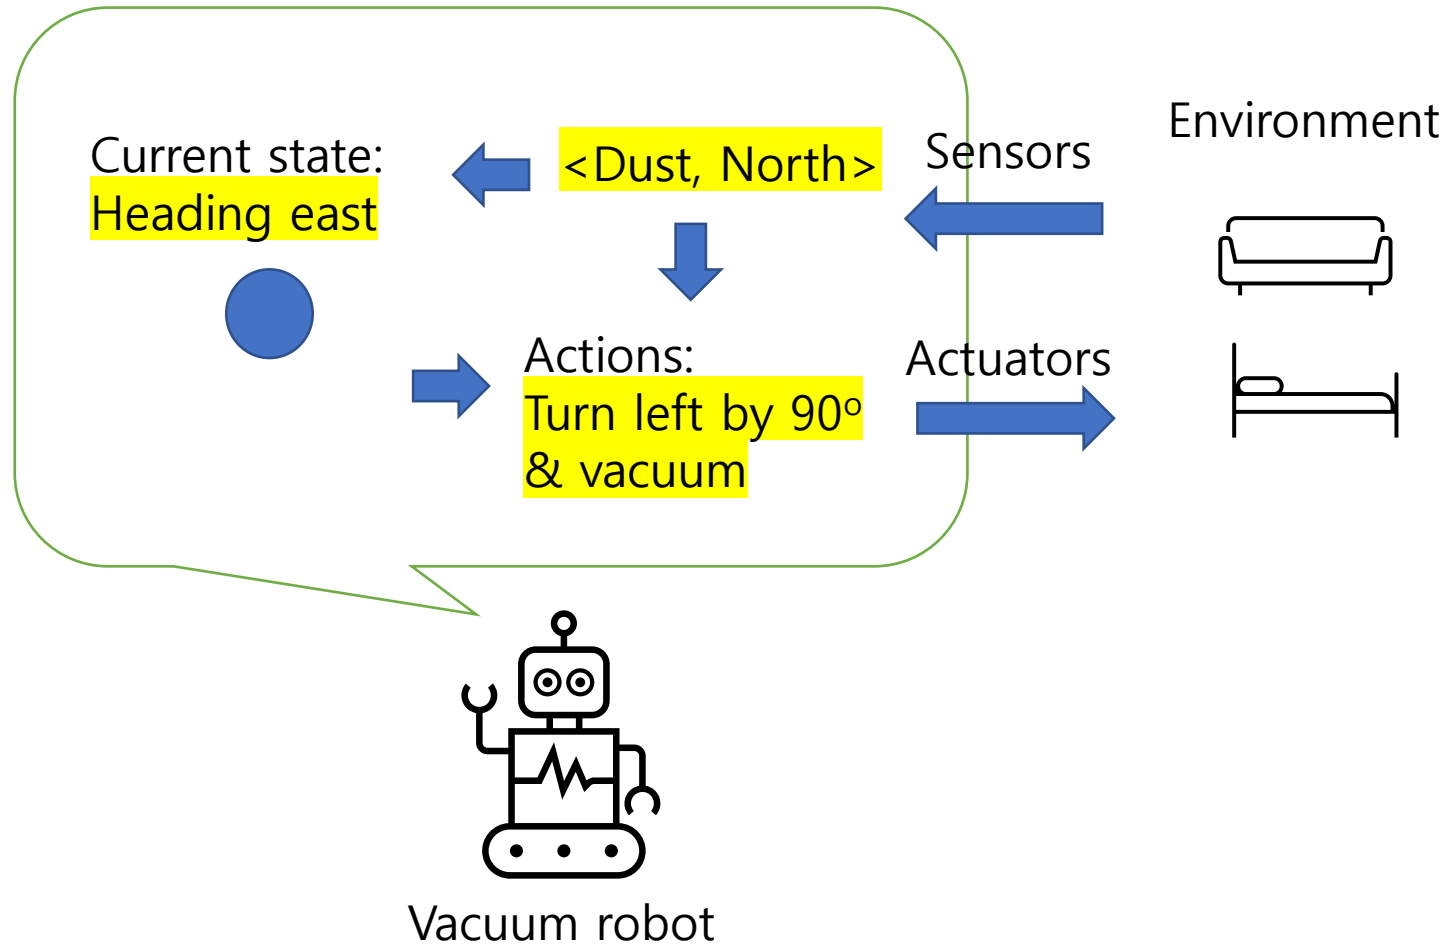 Environment
Sensors
<Dust, North>
Current state:
Heading east
Actions:
Turn left by 90º
& vacuum
Actuators
Vacuum robot